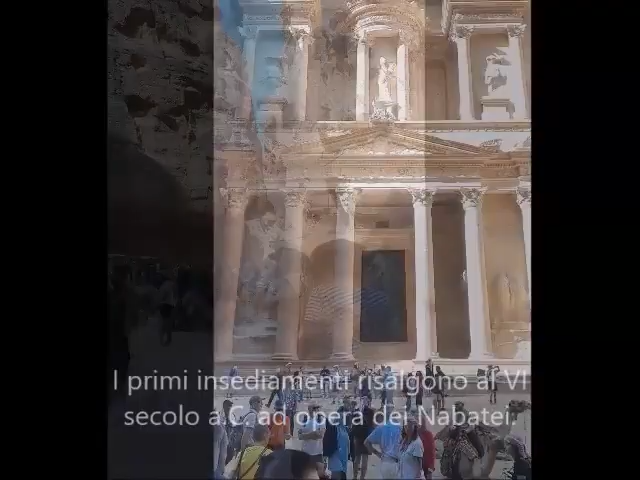 I primi insediamenti risalgono al VI
secolo a.C. ad opera dei Nabatei.